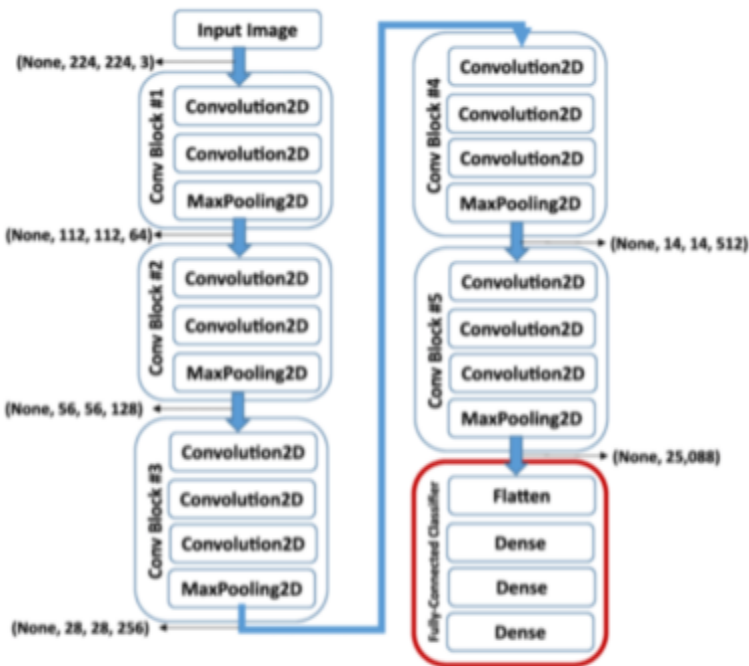 Input Image
(None, 224, 224, 3)
Conv Block #1
Convolution2D
Convolution2D
MaxPooling2D
(None, 112, 112, 64)
Conv Block #2
Convolution2D
Convolution2D
MaxPooling2D
(None, 56, 56, 128)
Conv Block #3
Convolution2D
Convolution2D
Convolution2D
MaxPooling2D
(None, 28, 28, 256)
Conv Block #4
Convolution2D
Convolution2D
Convolution2D
MaxPooling2D
(None, 14, 14, 512)
Conv Block #5
Convolution2D
Convolution2D
Convolution2D
MaxPooling2D
(None, 25,088)
Fully-Connected Classifier
Flatten
Dense
Dense
Dense